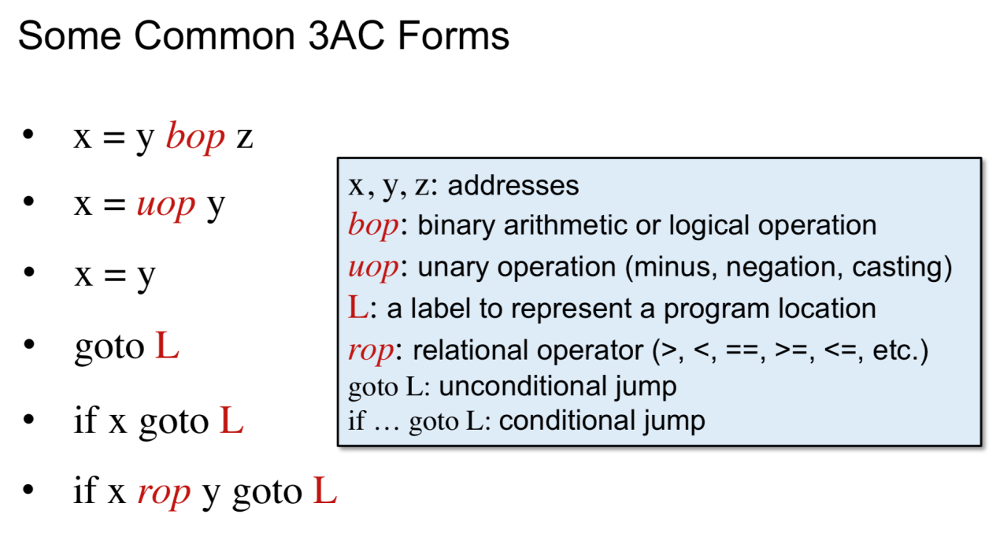 Some Common 3AC Forms
• x = y bop z
• x = uop y
• x = y
• goto L
• if x goto L
• if x rop y goto L
x, y, z: addresses
bop: binary arithmetic or logical operation
uop: unary operation (minus, negation, casting)
L: a label to represent a program location
rop: relational operator (>, <, ==, >=, <=, etc.)
goto L: unconditional jump
if … goto L: conditional jump